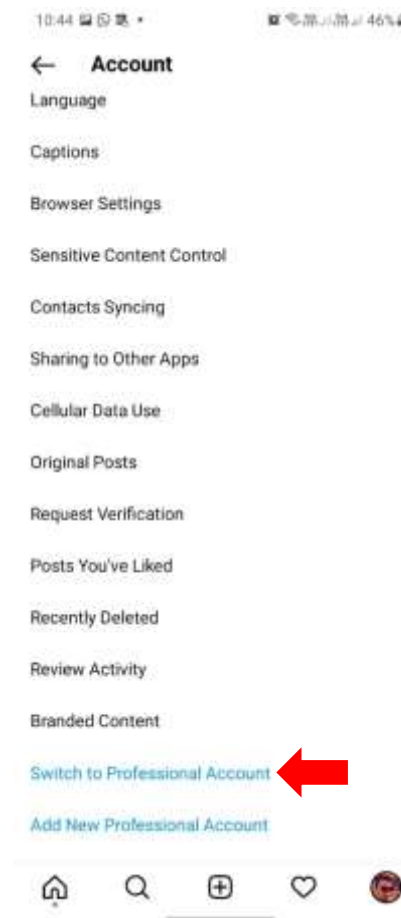 10:44
46%
Account
Language
Captions
Browser Settings
Sensitive Content Control
Contacts Syncing
Sharing to Other Apps
Cellular Data Use
Original Posts
Request Verification
Posts You've Liked
Recently Deleted
Review Activity
Branded Content
Switch to Professional Account
Add New Professional Account